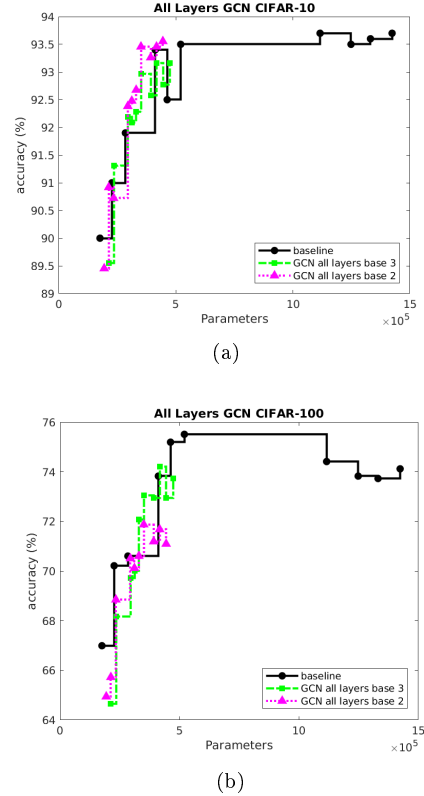 All Layers GCN CIFAR-10
94
93.5
93
92.5
92
91.5
91
90.5
90
89.5
89
accuracy (%)
0 5 10 15
Parameters
×10^5
baseline
GCN all layers base 3
GCN all layers base 2
(a)
All Layers GCN CIFAR-100
76
74
72
70
68
66
64
accuracy (%)
0 5 10 15
Parameters
×10^5
baseline
GCN all layers base 3
GCN all layers base 2
(b)